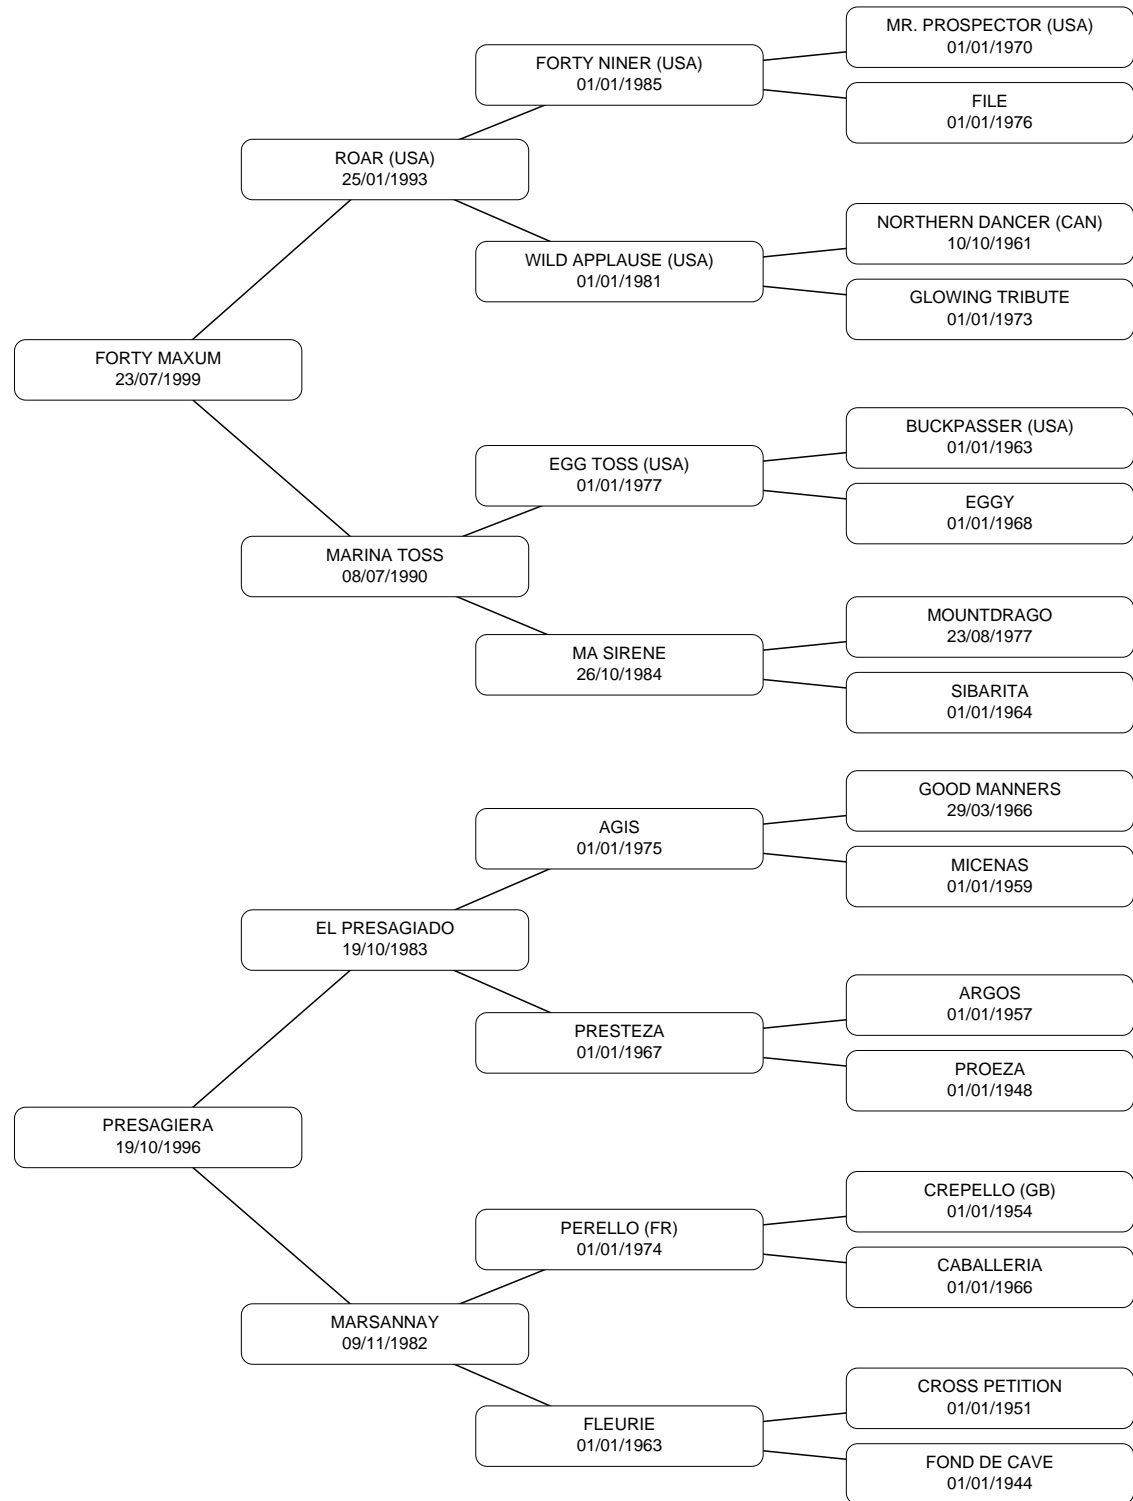 MR. PROSPECTOR (USA)
01/01/1970
FORTY NINER (USA)
01/01/1985
FILE
01/01/1976
ROAR (USA)
25/01/1993
NORTHERN DANCER (CAN)
10/10/1961
WILD APPLAUSE (USA)
01/01/1981
GLOWING TRIBUTE
01/01/1973
FORTY MAXUM
23/07/1999
BUCKPASSER (USA)
01/01/1963
EGG TOSS (USA)
01/01/1977
EGGY
01/01/1968
MARINA TOSS
08/07/1990
MOUNTDRAGO
23/08/1977
MA SIRENE
26/10/1984
SIBARITA
01/01/1964
GOOD MANNERS
29/03/1966
AGIS
01/01/1975
MICENAS
01/01/1959
EL PRESAGIADO
19/10/1983
ARGOS
01/01/1957
PRESTEZA
01/01/1967
PROEZA
01/01/1948
PRESAGIERA
19/10/1996
CREPELLO (GB)
01/01/1954
PERELLO (FR)
01/01/1974
CABALLERIA
01/01/1966
MARSANNAY
09/11/1982
CROSS PETITION
01/01/1951
FLEURIE
01/01/1963
FOND DE CAVE
01/01/1944